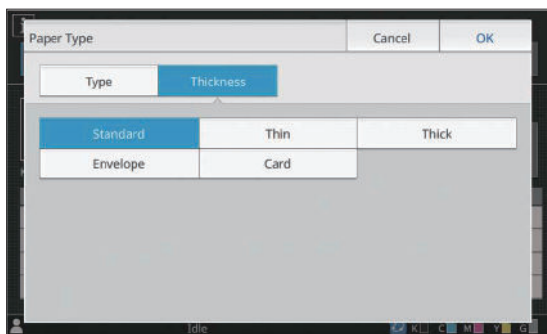 Paper Type Cancel OK
Type Thickness
Standard Thin Thick
Envelope Card
Idle K C M Y G